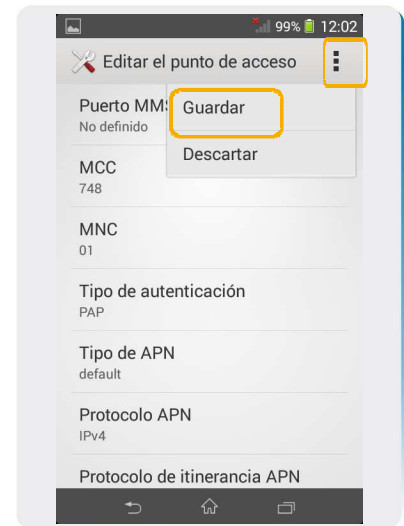 99% 12:02
Editar el punto de acceso
Guardar
Descartar
Puerto MMS
No definido
MCC
748
MNC
01
Tipo de autenticación
PAP
Tipo de APN
default
Protocolo APN
IPv4
Protocolo de itinerancia APN